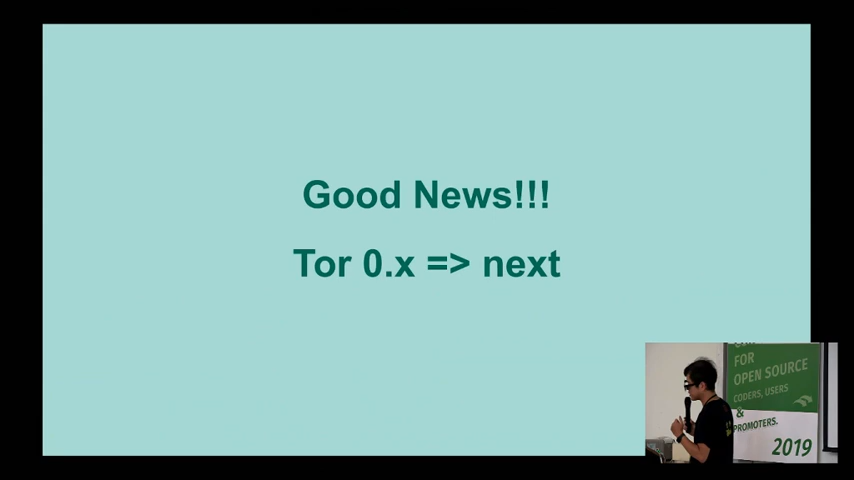 Good News!!!
Tor 0.x => next
FOR
OPEN SOURCE
CODERS, USERS
&
PROMOTERS.
2019